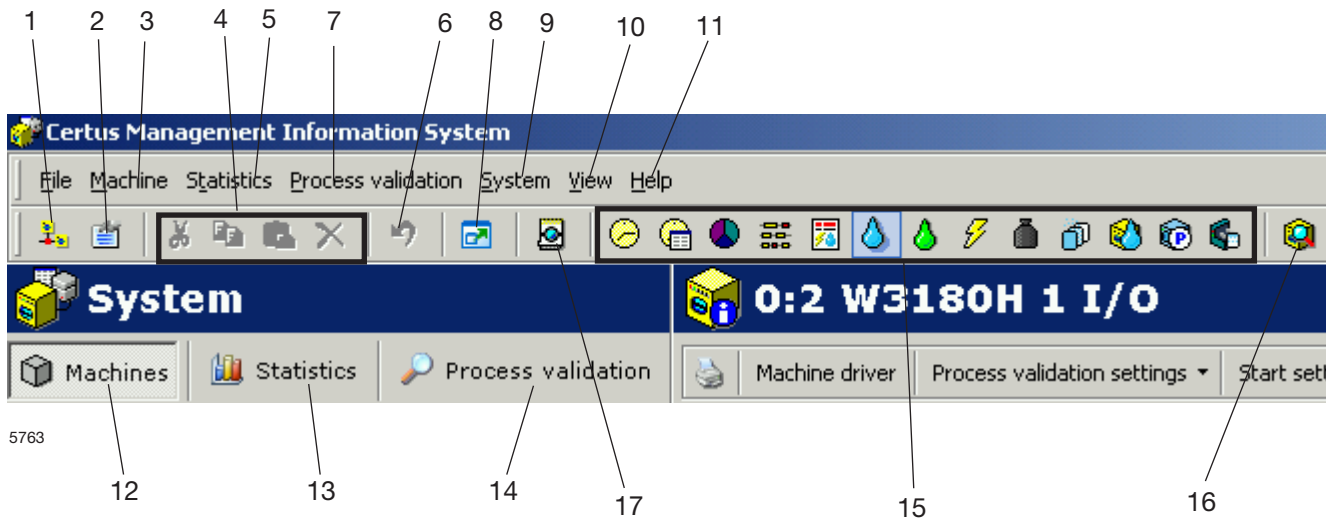 1 2 3 4 5 7 6 8 9 10 11
Certus Management Information System
File Machine Statistics Process validation System View Help
P
System
0:2 W3180H 1 I/O
Machines Statistics Process validation Machine driver Process validation settings Start sett
5763
12 13 14 17 15 16